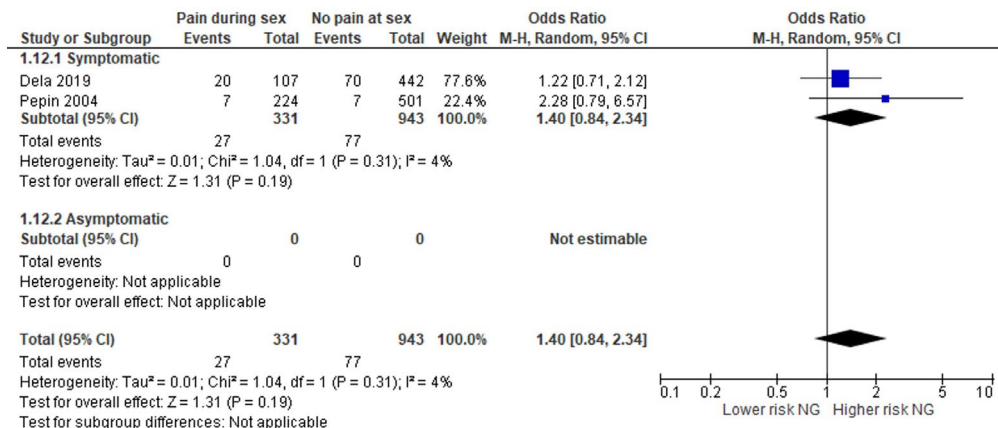 Pain during sex No pain at sex Odds Ratio Odds Ratio
Study or Subgroup Events Total Events Total Weight M-H, Random, 95% CI M-H, Random, 95% CI
1.12.1 Symptomatic
Dela 2019 20 107 70 442 77.6% 1.22 [0.71, 2.12]
Pepin 2004 7 224 7 501 22.4% 2.28 [0.79, 6.57]
Subtotal (95% CI) 331 943 100.0% 1.40 [0.84, 2.34]
Total events 27 77
Heterogeneity: Tau² = 0.01; Chi² = 1.04, df = 1 (P = 0.31); I² = 4%
Test for overall effect: Z = 1.31 (P = 0.19)
1.12.2 Asymptomatic
Subtotal (95% CI) 0 0 Not estimable
Total events 0 0
Heterogeneity: Not applicable
Test for overall effect: Not applicable
Total (95% CI) 331 943 100.0% 1.40 [0.84, 2.34]
Total events 27 77
Heterogeneity: Tau² = 0.01; Chi² = 1.04, df = 1 (P = 0.31); I² = 4%
Test for overall effect: Z = 1.31 (P = 0.19)
Test for subgroup differences: Not applicable
0.1 0.2 0.5 1 2 5 10
Lower risk NG Higher risk NG